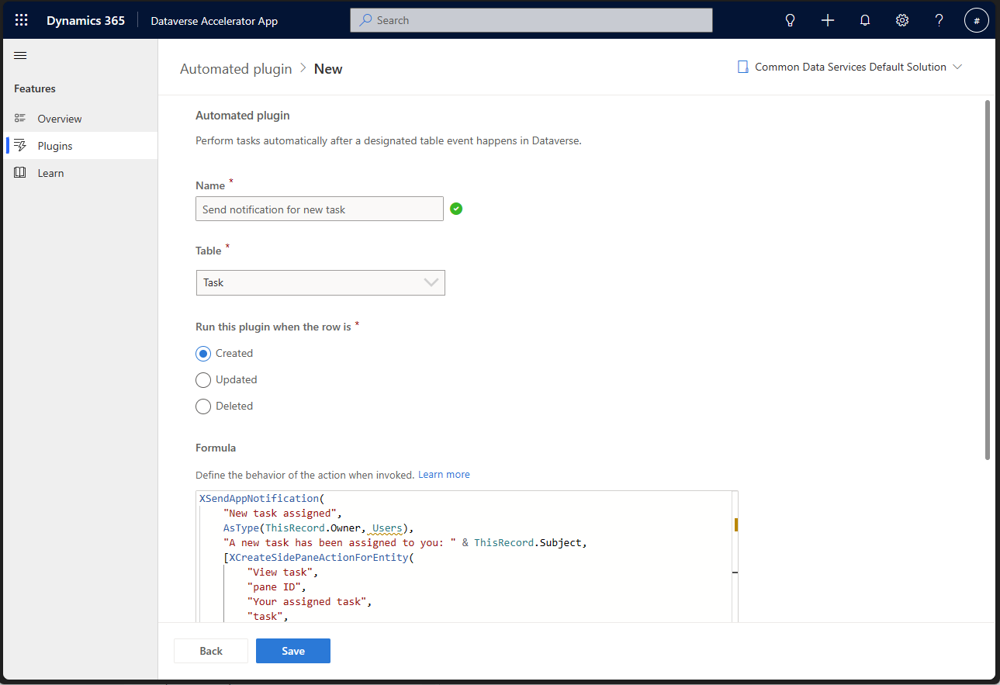 Dynamics 365 Dataverse Accelerator App Search ? #
Automated plugin > New Common Data Services Default Solution
Features
Overview
Plugins
Learn
Automated plugin
Perform tasks automatically after a designated table event happens in Dataverse.
Name *
Send notification for new task
Table *
Task
Run this plugin when the row is *
Created
Updated
Deleted
Formula
Define the behavior of the action when invoked. Learn more
XSendAppNotification(
"New task assigned",
AsType(ThisRecord.Owner, Users),
"A new task has been assigned to you: " & ThisRecord.Subject,
[XCreateSidePaneActionForEntity(
"View task",
"pane ID",
"Your assigned task",
"task",
Back Save